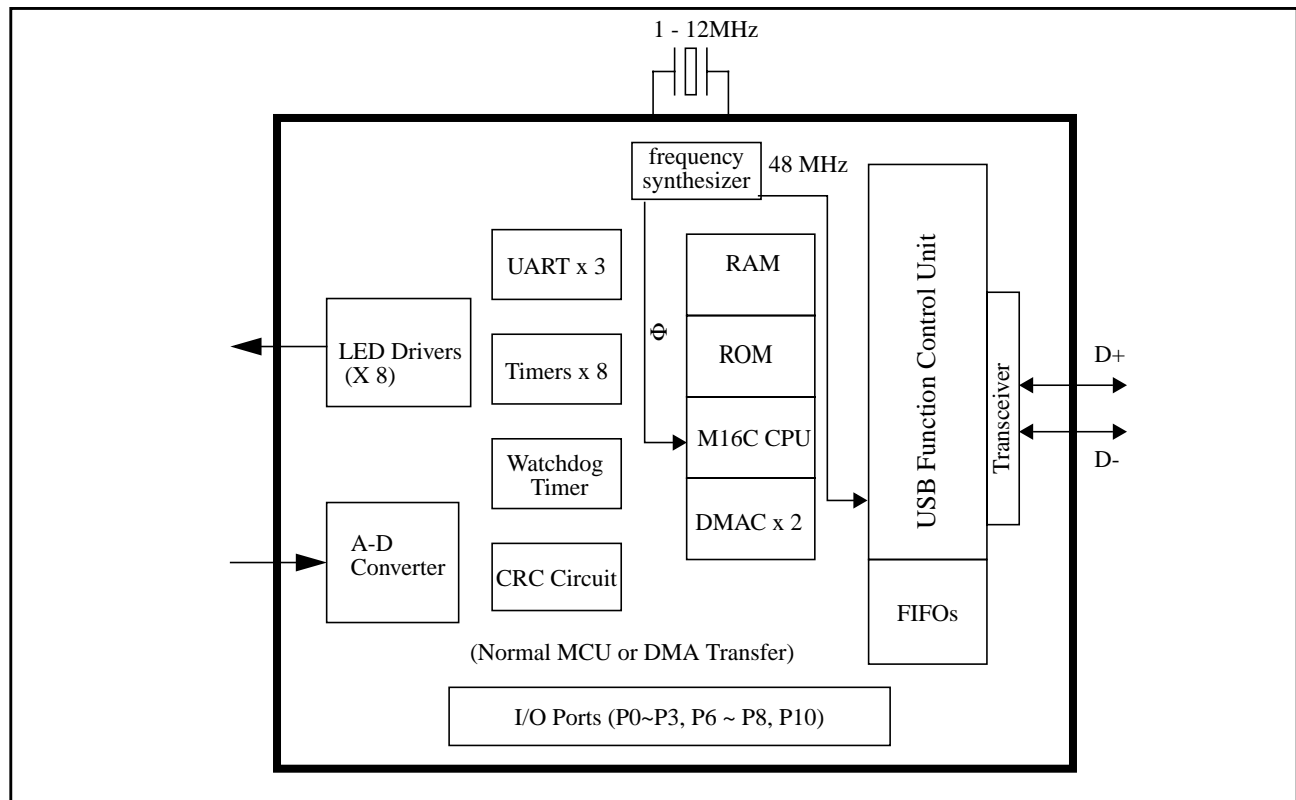 1 - 12MHz
frequency
synthesizer
48 MHz
UART x 3
RAM
USB Function Control Unit
Φ
LED Drivers
(X 8)
Timers x 8
ROM
Transceiver
D+
M16C CPU
D-
Watchdog
Timer
DMAC x 2
A-D
Converter
CRC Circuit
FIFOs
(Normal MCU or DMA Transfer)
I/O Ports (P0~P3, P6 ~ P8, P10)